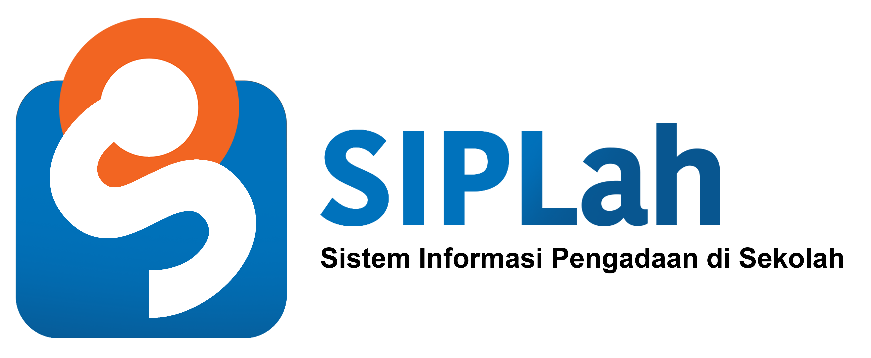 SIPLah
Sistem Informasi Pengadaan di Sekolah